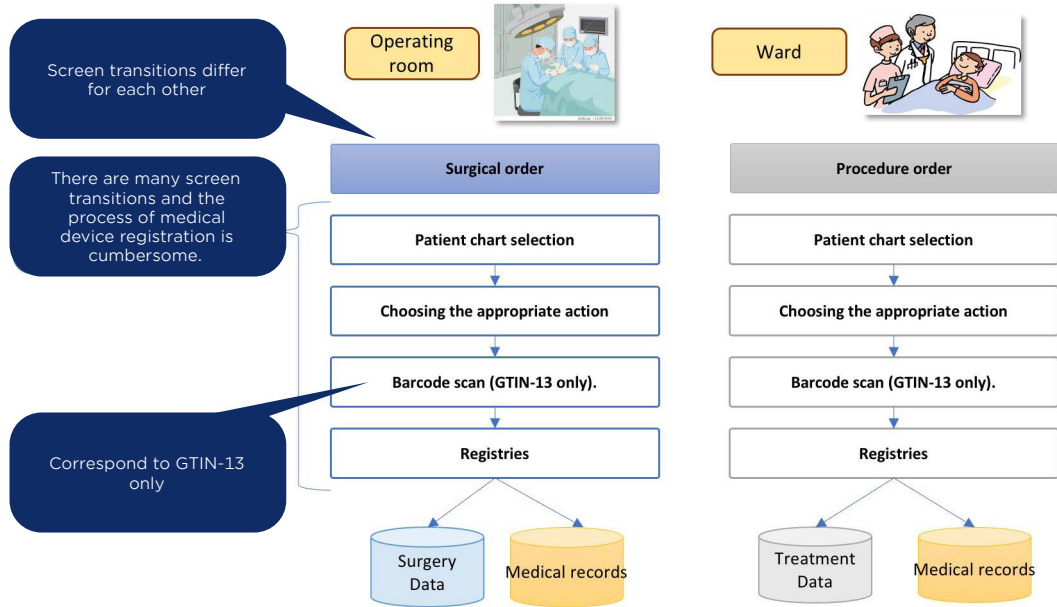 Screen transitions differ
for each other
There are many screen
transitions and the
process of medical
device registration is
cumbersome.
Correspond to GTIN-13
only
Operating
room
Surgical order
Patient chart selection
Choosing the appropriate action
Barcode scan (GTIN-13 only).
Registries
Surgery
Data
Medical records
Ward
Procedure order
Patient chart selection
Choosing the appropriate action
Barcode scan (GTIN-13 only).
Registries
Treatment
Data
Medical records